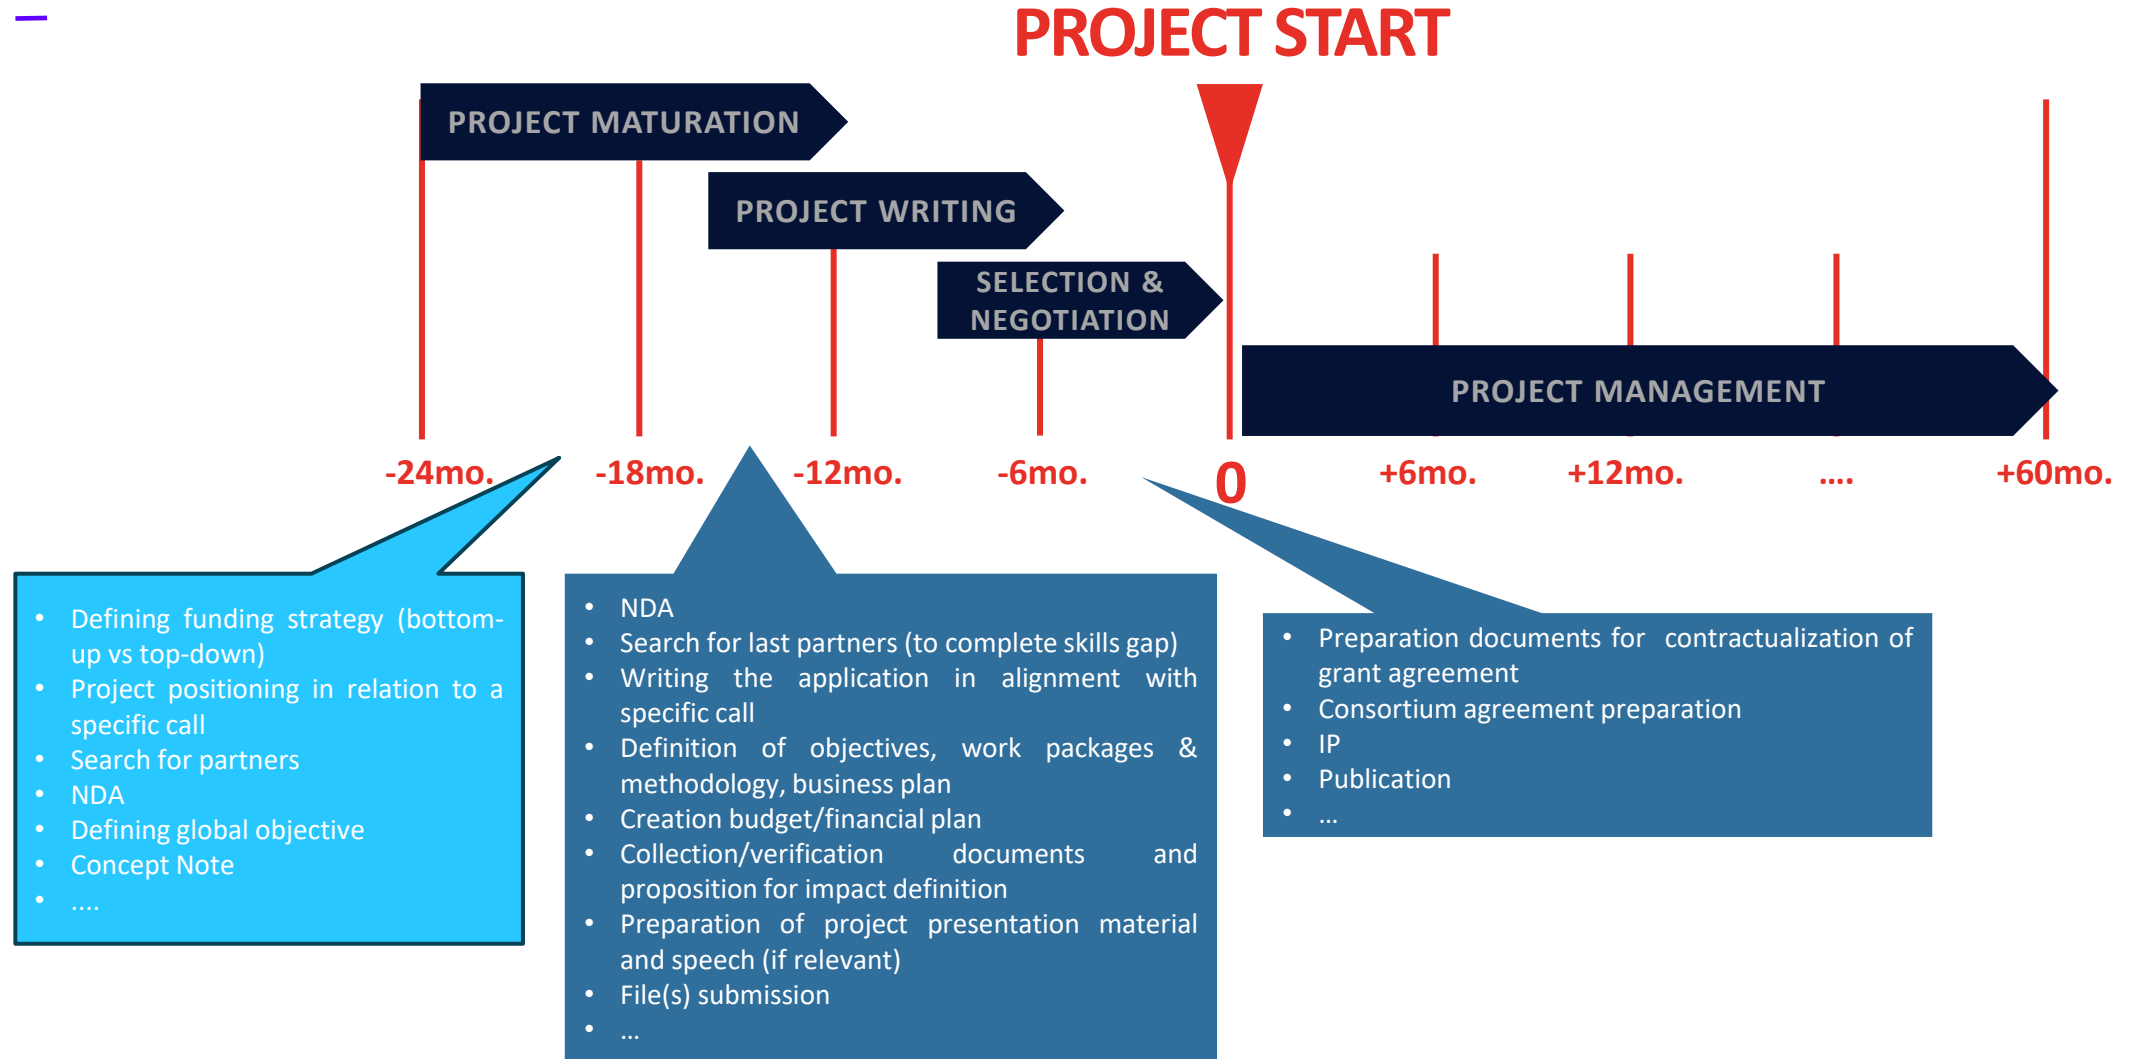 PROJECT START
PROJECT MATURATION
PROJECT WRITING
SELECTION &
NEGOTIATION
PROJECT MANAGEMENT
-24mo.
-18mo.
-12mo.
-6mo.
0
+6mo.
+12mo.
....
+60mo.
• Defining funding strategy (bottom-
up vs top-down)
• Project positioning in relation to a
specific call
• Search for partners
• NDA
• Defining global objective
• Concept Note
• ....
• NDA
• Search for last partners (to complete skills gap)
• Writing the application in alignment with
specific call
• Definition of objectives, work packages &
methodology, business plan
• Creation budget/financial plan
• Collection/verification documents and
proposition for impact definition
• Preparation of project presentation material
and speech (if relevant)
• File(s) submission
• ...
• Preparation documents for contractualization of
grant agreement
• Consortium agreement preparation
• IP
• Publication
• ...